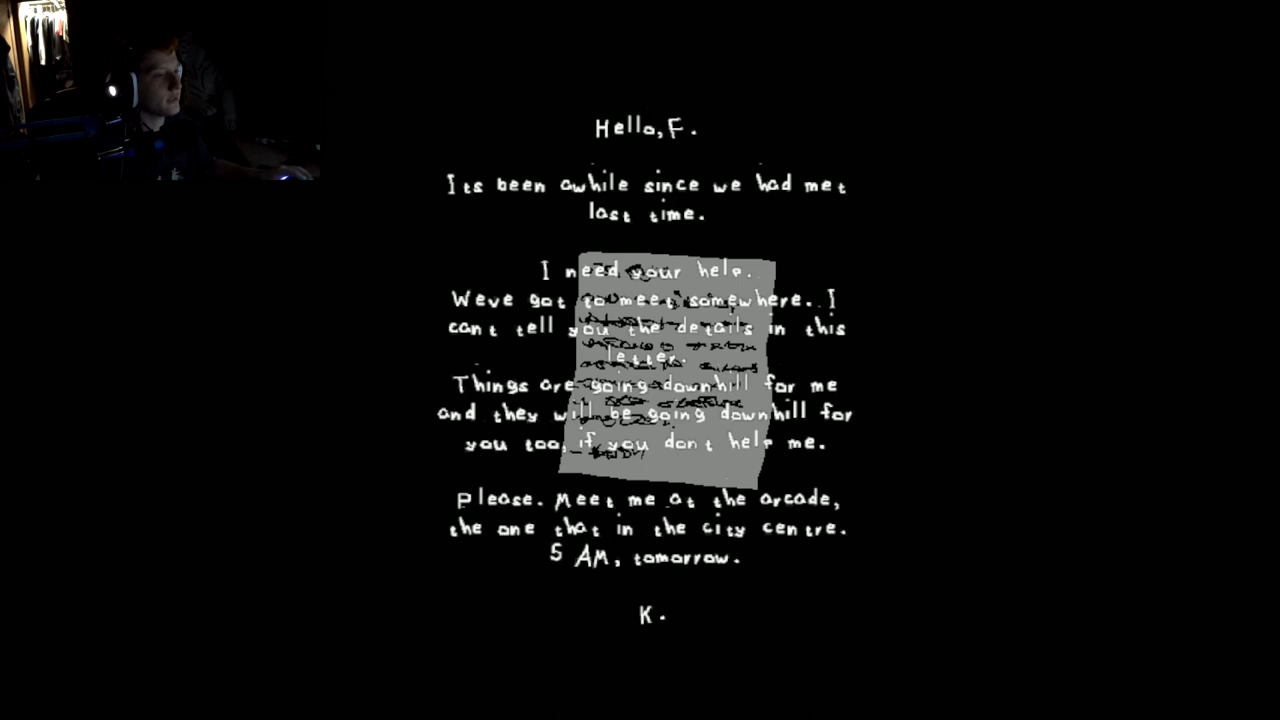 Hello, F.
Its been awhile since we had met
last time.
I need your help.
Weve got to meet somewhere. I
cant tell you the details in this
letter.
Things are going downhill for me
and they will be going downhill for
you too, if you dont help me.
Please. Meet me at the arcade,
the one that in the city centre.
5 AM, tomorrow.
K.